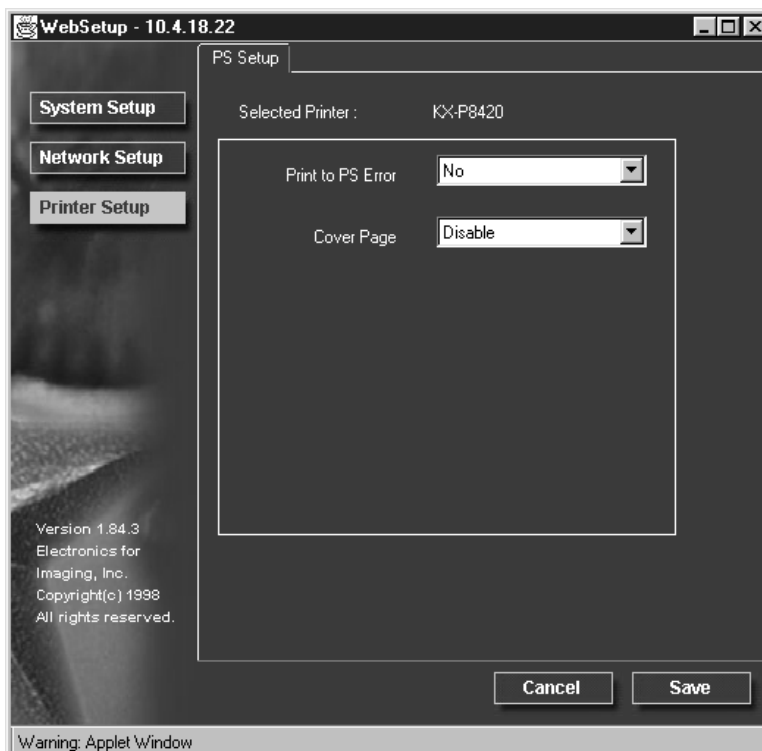 WebSetup - 10.4.18.22
PS Setup
System Setup
Network Setup
Printer Setup
Selected Printer : KX-P8420
Print to PS Error No
Cover Page Disable
Version 1.84.3
Electronics for
Imaging, Inc.
Copyright(c) 1998
All rights reserved.
Cancel Save
Warning: Applet Window